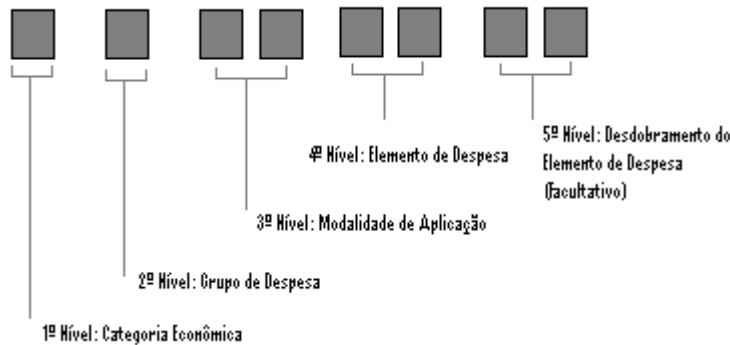 5º Nível: Desdobramento do
Elemento de Despesa
(facultativo)
4º Nível: Elemento de Despesa
3º Nível: Modalidade de Aplicação
2º Nível: Grupo de Despesa
1º Nível: Categoria Econômica